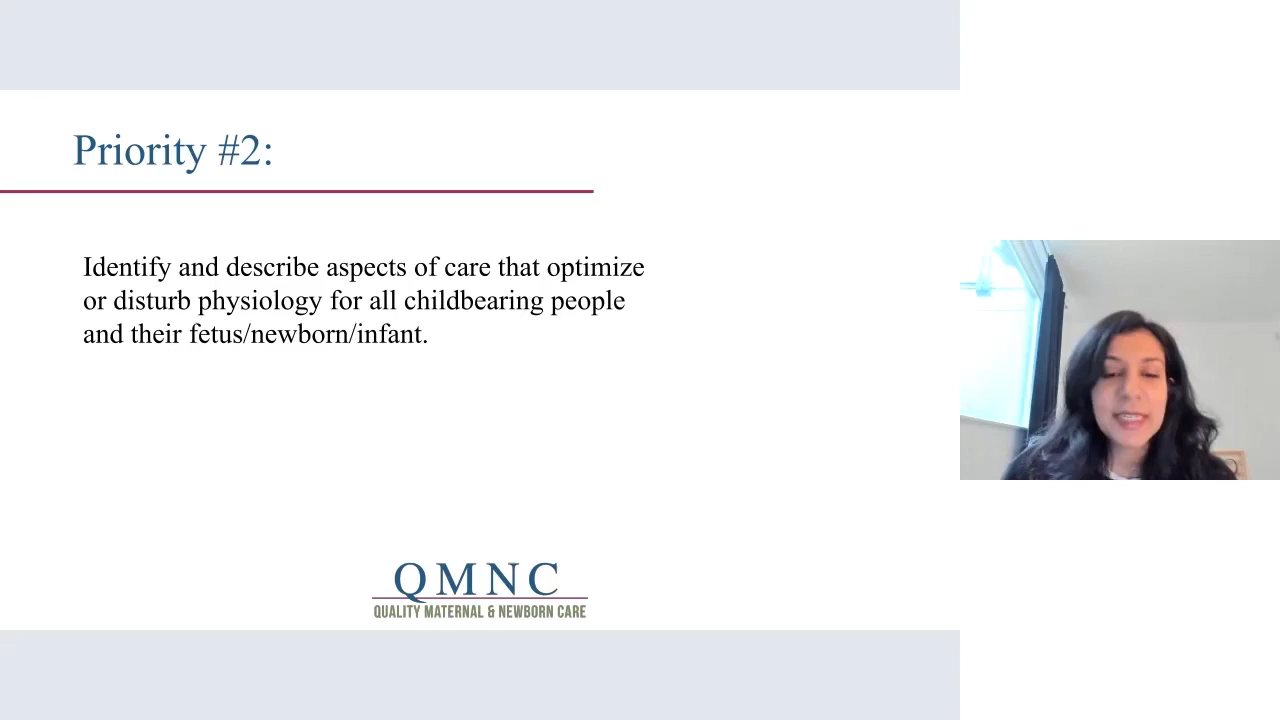 Priority #2:
Identify and describe aspects of care that optimize
or disturb physiology for all childbearing people
and their fetus/newborn/infant.
QMNC
QUALITY MATERNAL & NEWBORN CARE